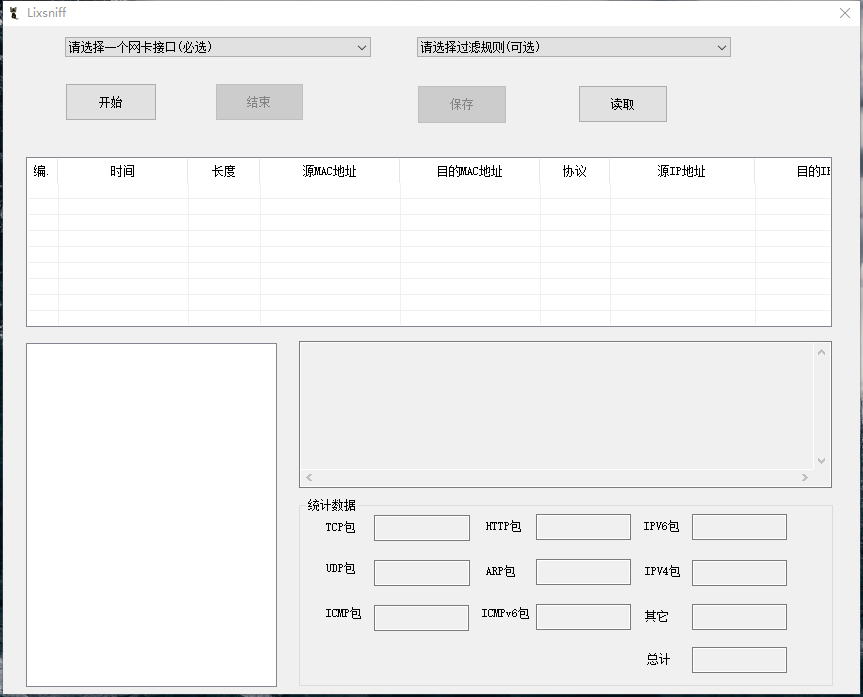 Lixsniff
请选择一个网卡接口(必选) 请选择过滤规则(可选)
开始 结束 保存 读取
编. 时间 长度 源MAC地址 目的MAC地址 协议 源IP地址 目的IP
统计数据
TCP包 HTTP包 IPV6包
UDP包 ARP包 IPV4包
ICMP包 ICMPv6包 其它
总计